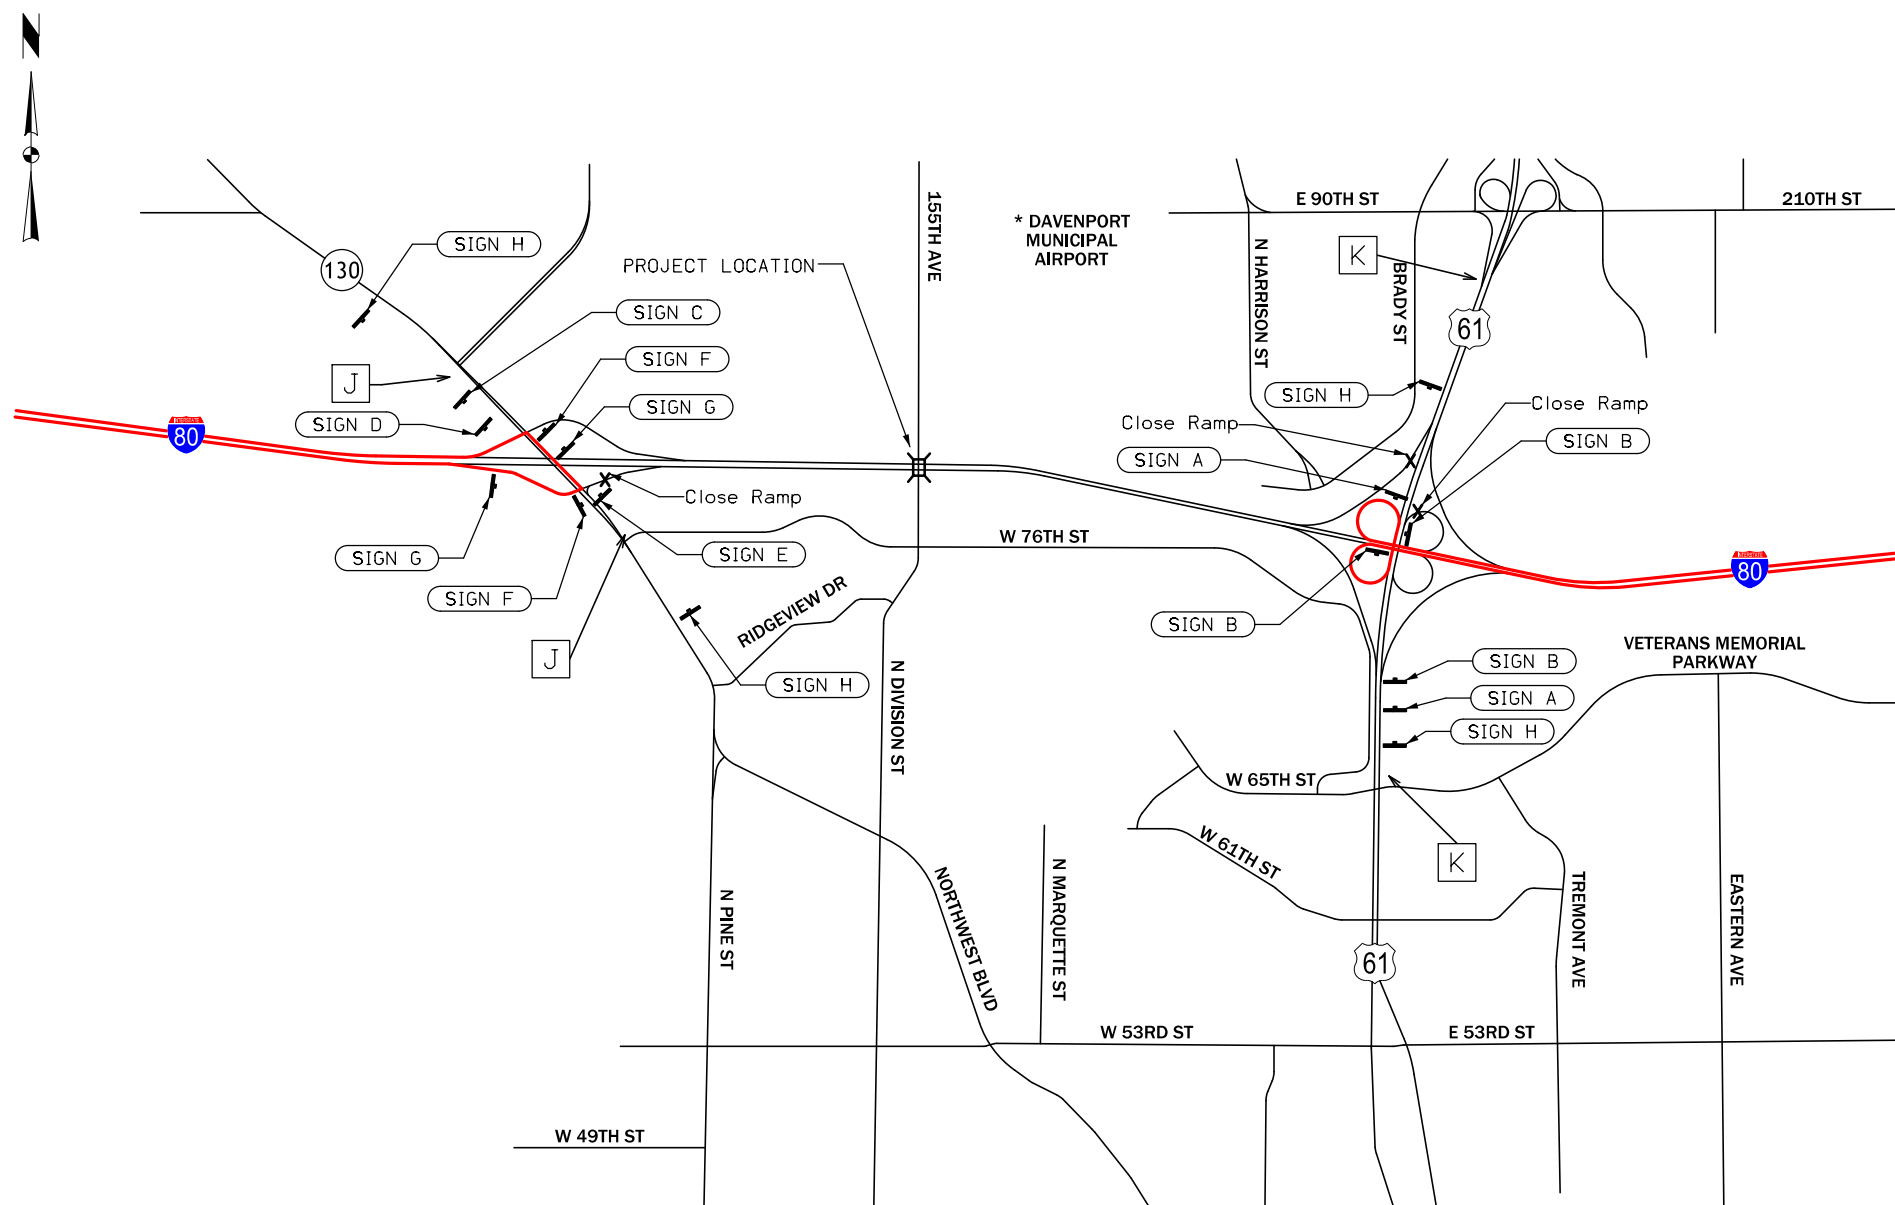 N
155TH AVE
* DAVENPORT
MUNICIPAL
AIRPORT
E 90TH ST
210TH ST
SIGN H
130
PROJECT LOCATION
K
N HARRISON ST
BRADY ST
61
SIGN C
SIGN F
J
SIGN G
SIGN D
SIGN H
Close Ramp
Close Ramp
SIGN B
SIGN A
INTERSTATE
80
Close Ramp
SIGN G
SIGN E
W 76TH ST
SIGN F
RIDGEVIEW DR
INTERSTATE
80
SIGN B
J
SIGN H
N DIVISION ST
VETERANS MEMORIAL
PARKWAY
SIGN B
SIGN A
SIGN H
W 65TH ST
W 61TH ST
K
N PINE ST
NORTHWEST BLVD
N MARQUETTE ST
TREMONT AVE
EASTERN AVE
61
W 53RD ST
E 53RD ST
W 49TH ST